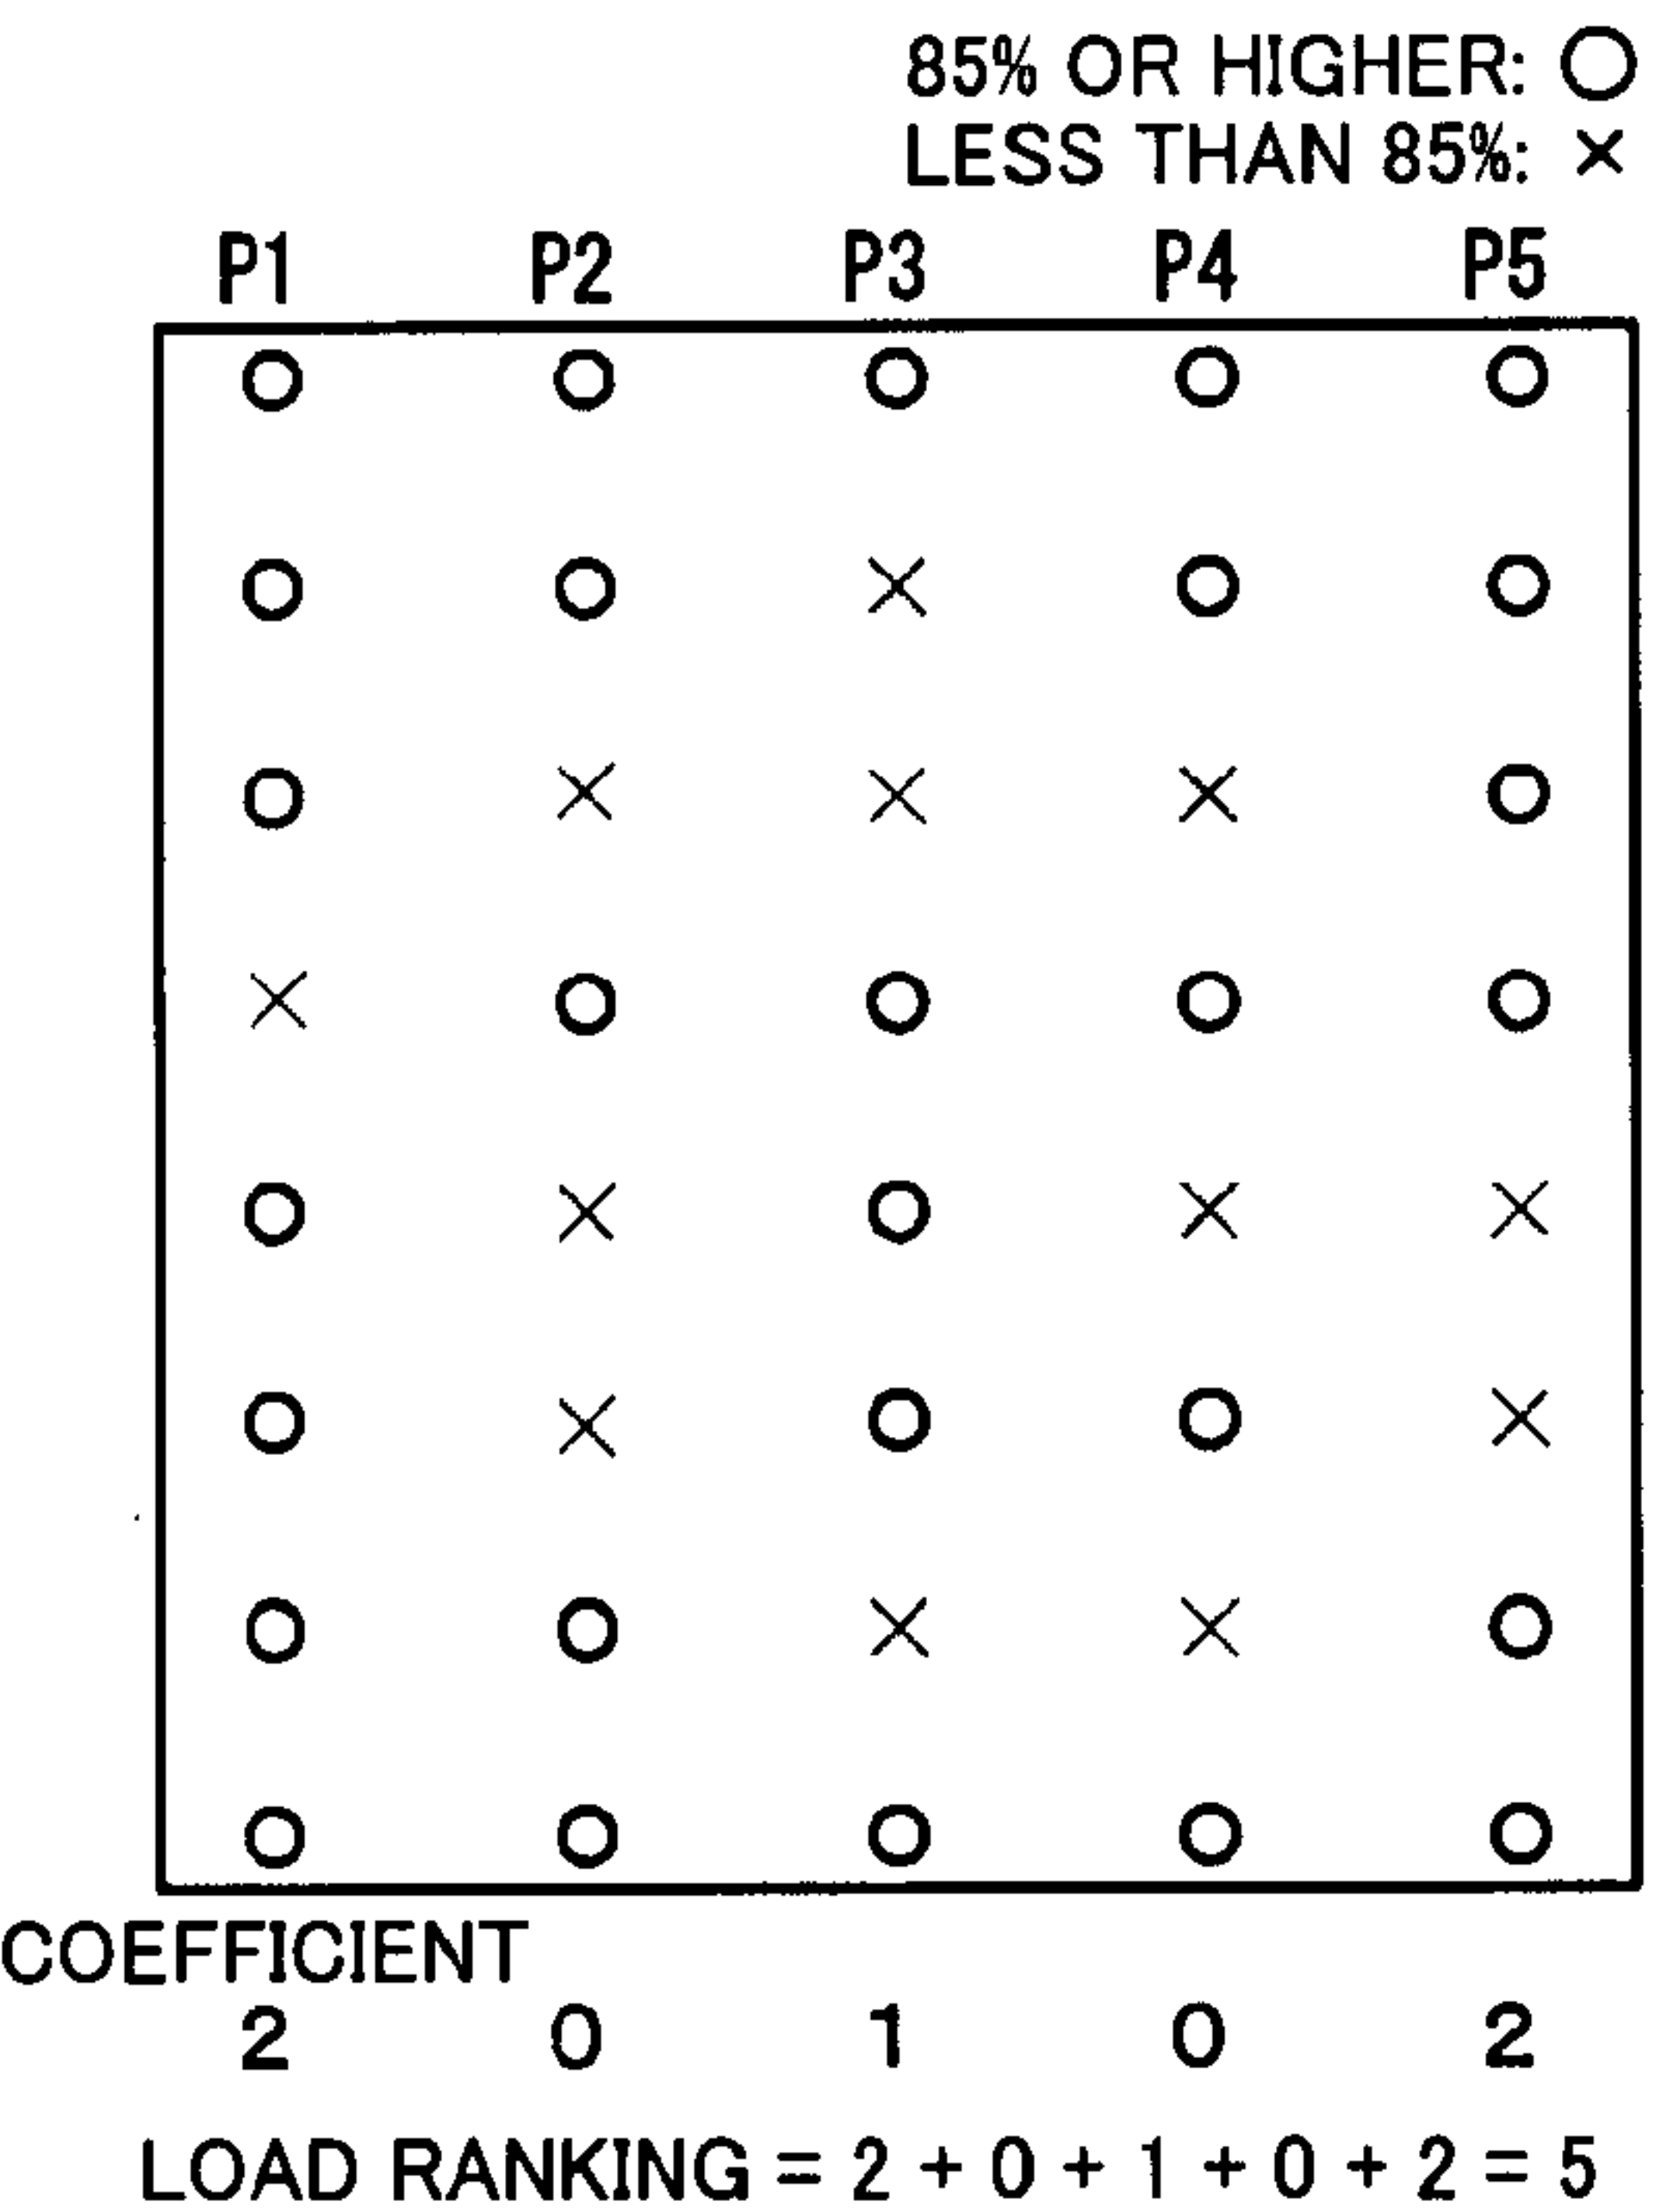 85% OR HIGHER: ○
LESS THAN 85%: ×
P1 P2 P3 P4 P5
○ ○ ○ ○ ○
○ ○ × ○ ○
○ × × × ○
× ○ ○ ○ ○
○ × ○ × ×
○ × ○ ○ ×
○ ○ × × ○
○ ○ ○ ○ ○
COEFFICIENT
2 0 1 0 2
LOAD RANKING = 2 + 0 + 1 + 0 + 2 = 5